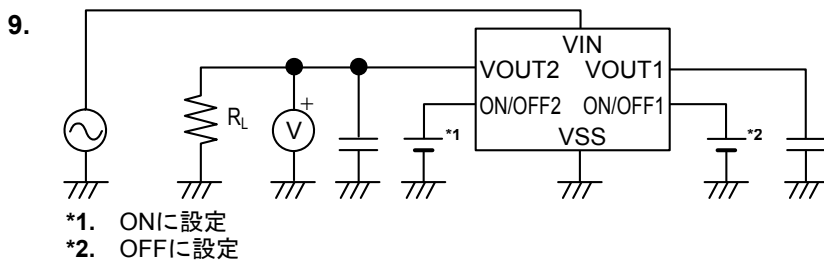 9.
VIN
VOUT2 VOUT1
ON/OFF2 ON/OFF1
VSS
RL
+
V
*1
*2
*1. ONに設定
*2. OFFに設定